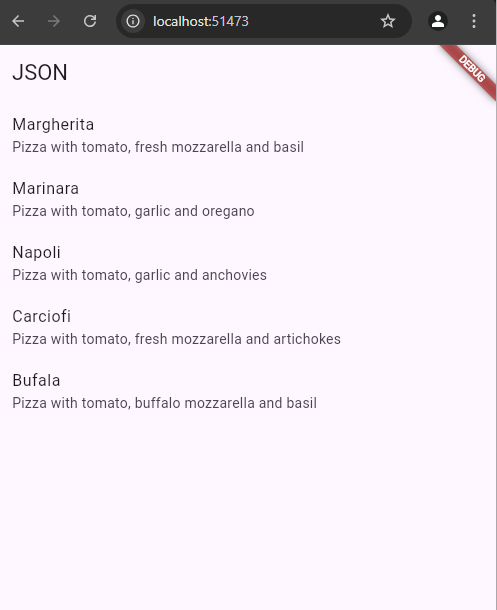 localhost:51473
DEBUG
JSON
Margherita
Pizza with tomato, fresh mozzarella and basil
Marinara
Pizza with tomato, garlic and oregano
Napoli
Pizza with tomato, garlic and anchovies
Carciofi
Pizza with tomato, fresh mozzarella and artichokes
Bufala
Pizza with tomato, buffalo mozzarella and basil